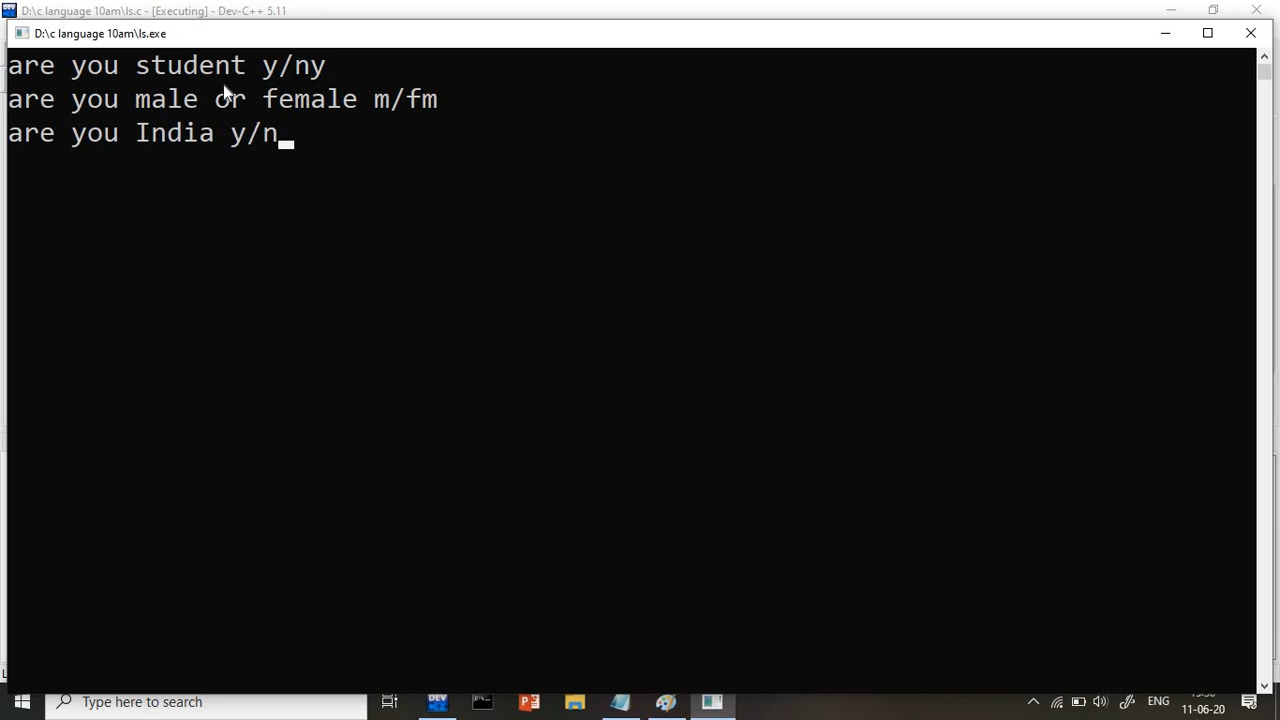 D:\c language 10am\ls.c - [Executing] - Dev-C++ 5.11
D:\c language 10am\ls.exe
are you student y/ny
are you male or female m/fm
are you India y/n
Type here to search
ENG
11-06-20